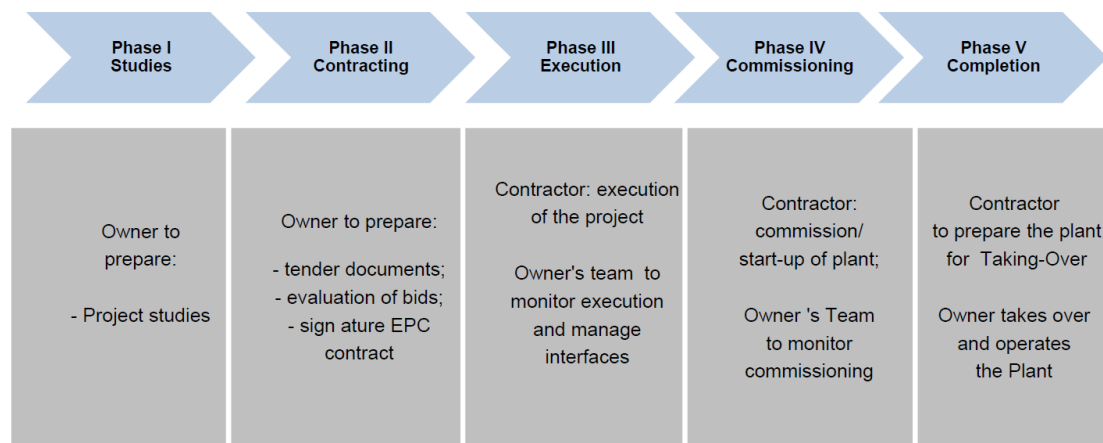 Phase I
Studies
Phase II
Contracting
Phase III
Execution
Phase IV
Commissioning
Phase V
Completion
Owner to
prepare:
- Project studies
Owner to prepare:
- tender documents;
- evaluation of bids;
- sign ature EPC
contract
Contractor: execution
of the project
Owner's team to
monitor execution
and manage
interfaces
Contractor:
commission/
start-up of plant;
Owner 's Team
to monitor
commissioning
Contractor
to prepare the plant
for Taking-Over
Owner takes over
and operates
the Plant